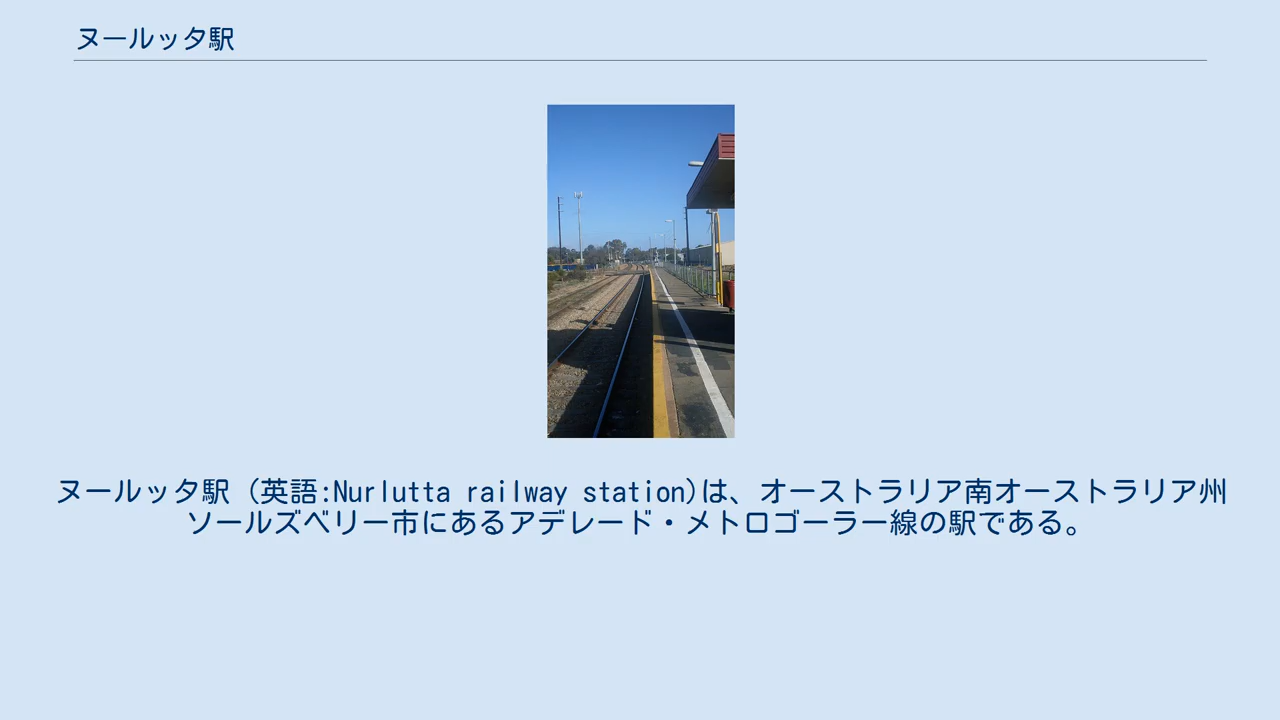 ヌールッタ駅
ヌールッタ駅 (英語:Nurlutta railway station)は、オーストラリア南オーストラリア州
ソールズベリー市にあるアデレード・メトロゴーラー線の駅である。